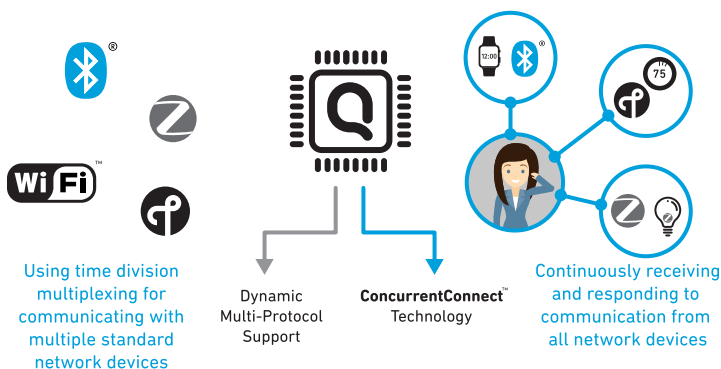 ®
WiFi™
Using time division
multiplexing for
communicating with
multiple standard
network devices
Dynamic
Multi-Protocol
Support
ConcurrentConnect™
Technology
12:00
®
75
Continuously receiving
and responding to
communication from
all network devices